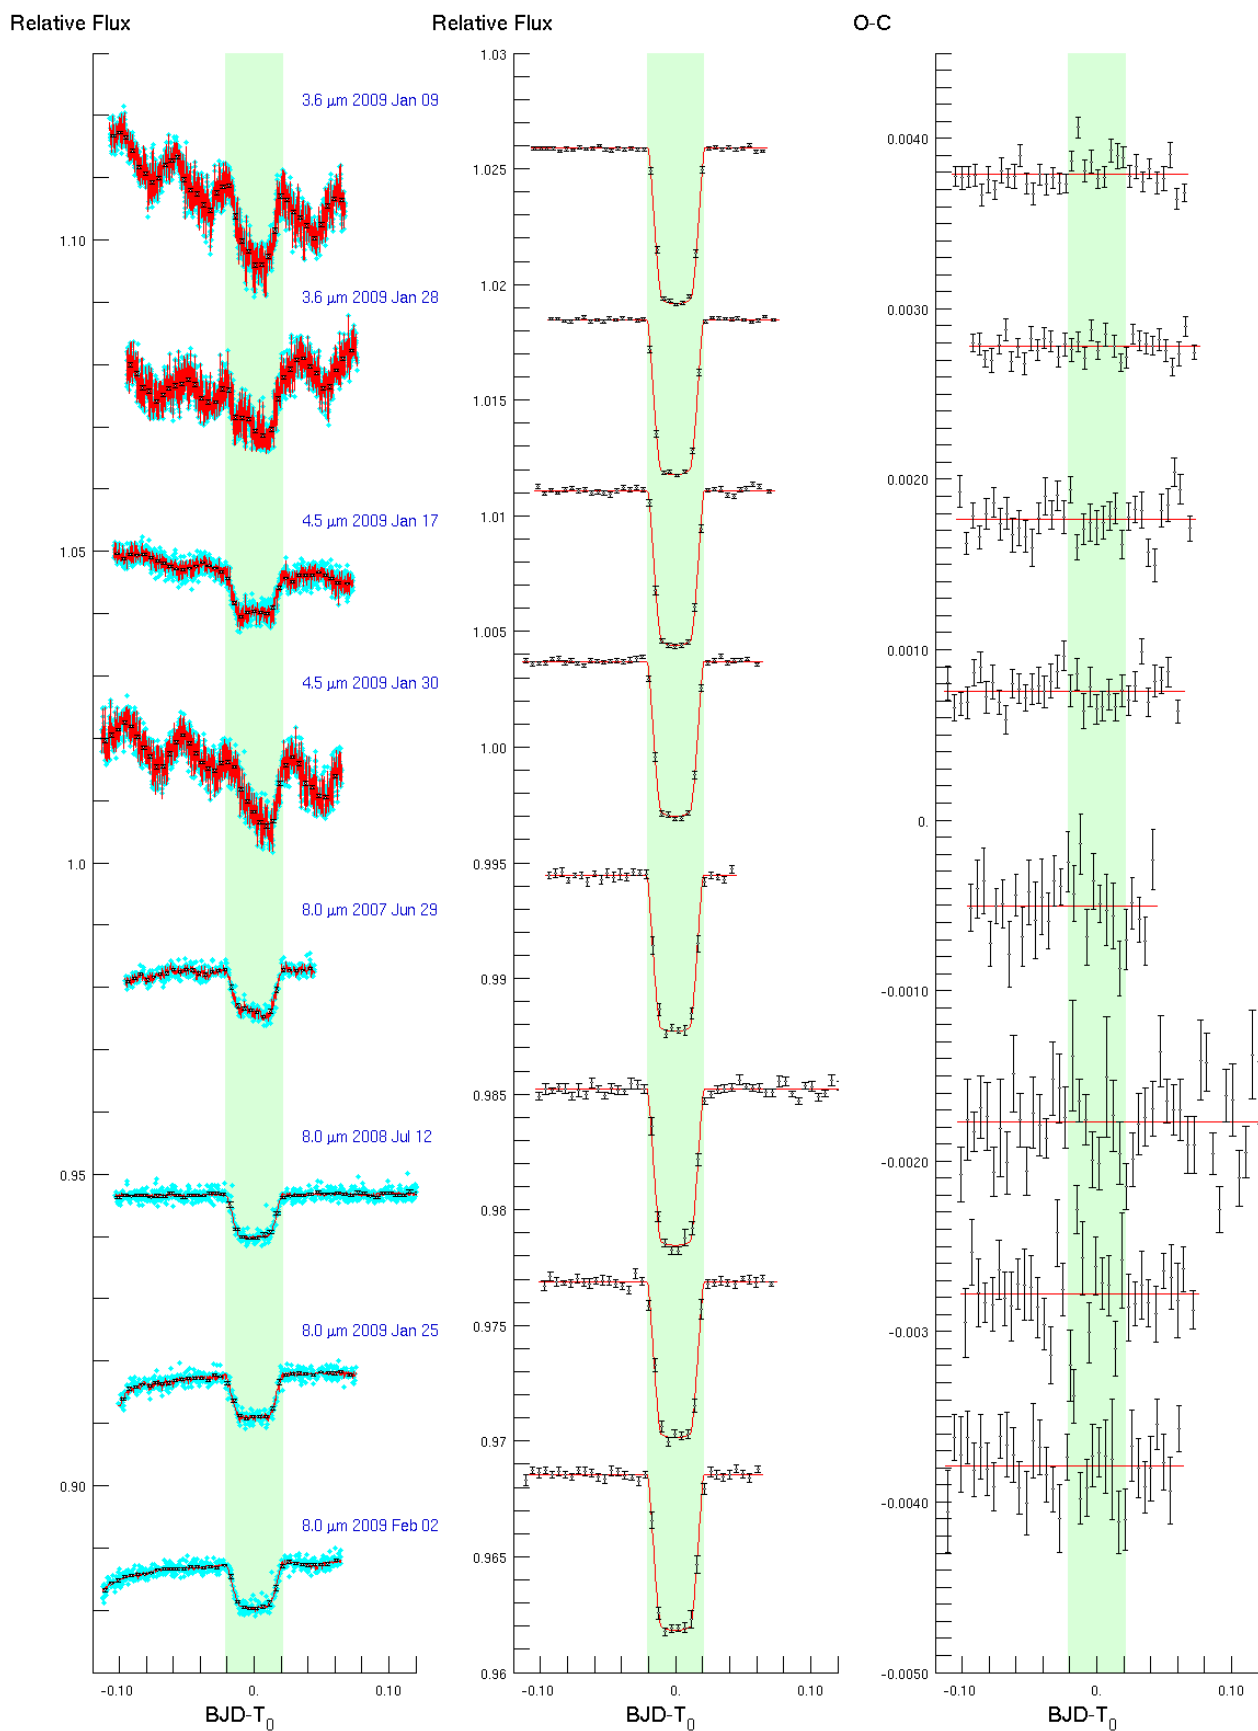 Relative Flux
Relative Flux
O-C
3.6 μm 2009 Jan 09
3.6 μm 2009 Jan 28
4.5 μm 2009 Jan 17
4.5 μm 2009 Jan 30
8.0 μm 2007 Jun 29
8.0 μm 2008 Jul 12
8.0 μm 2009 Jan 25
8.0 μm 2009 Feb 02
1.10
1.05
1.0
0.95
0.90
-0.10 0. 0.10
BJD-T0
1.03
1.025
1.02
1.015
1.01
1.005
1.00
0.995
0.99
0.985
0.98
0.975
0.97
0.965
0.96
-0.10 0. 0.10
BJD-T0
0.0040
0.0030
0.0020
0.0010
0.
-0.0010
-0.0020
-0.0030
-0.0040
-0.0050
-0.10 0. 0.10
BJD-T0